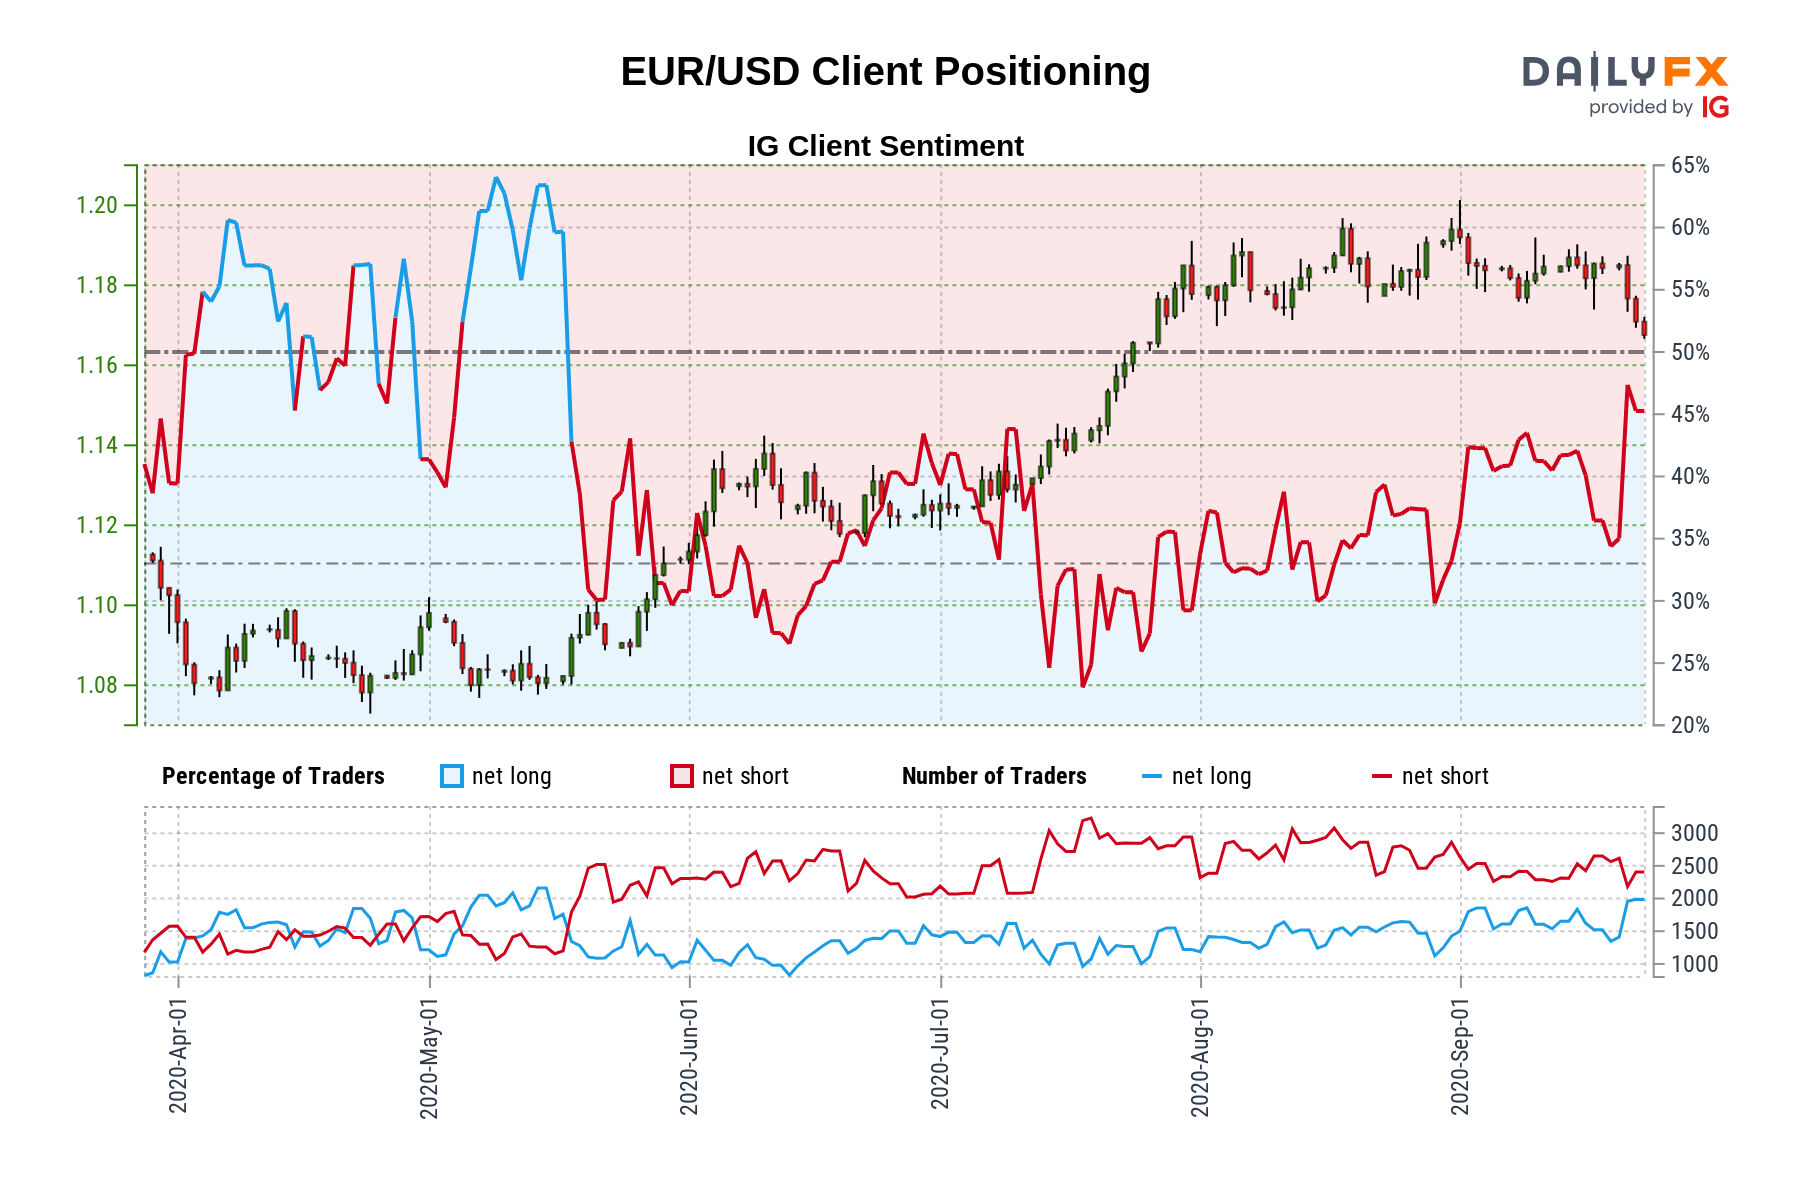 EUR/USD Client Positioning
DAILYFX
provided by IG
IG Client Sentiment
1.20
1.18
1.16
1.14
1.12
1.10
1.08
65%
60%
55%
50%
45%
40%
35%
30%
25%
20%
Percentage of Traders net long net short Number of Traders net long net short
3000
2500
2000
1500
1000
2020-Apr-01
2020-May-01
2020-Jun-01
2020-Jul-01
2020-Aug-01
2020-Sep-01